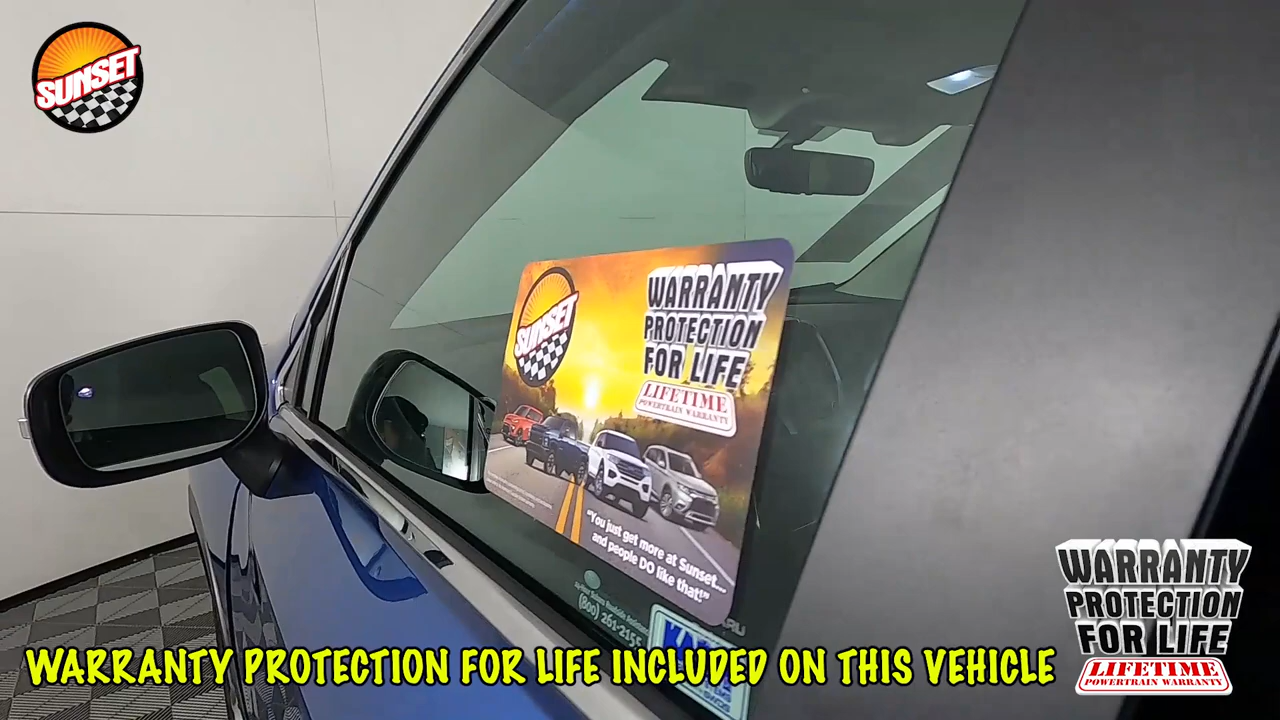 SUNSET
SUNSET
WARRANTY
PROTECTION
FOR LIFE
LIFETIME
POWERTRAIN WARRANTY
"You just get more at Sunset...
and people DO like that!"
(800) 261-2155
WARRANTY PROTECTION FOR LIFE INCLUDED ON THIS VEHICLE
WARRANTY
PROTECTION
FOR LIFE
LIFETIME
POWERTRAIN WARRANTY